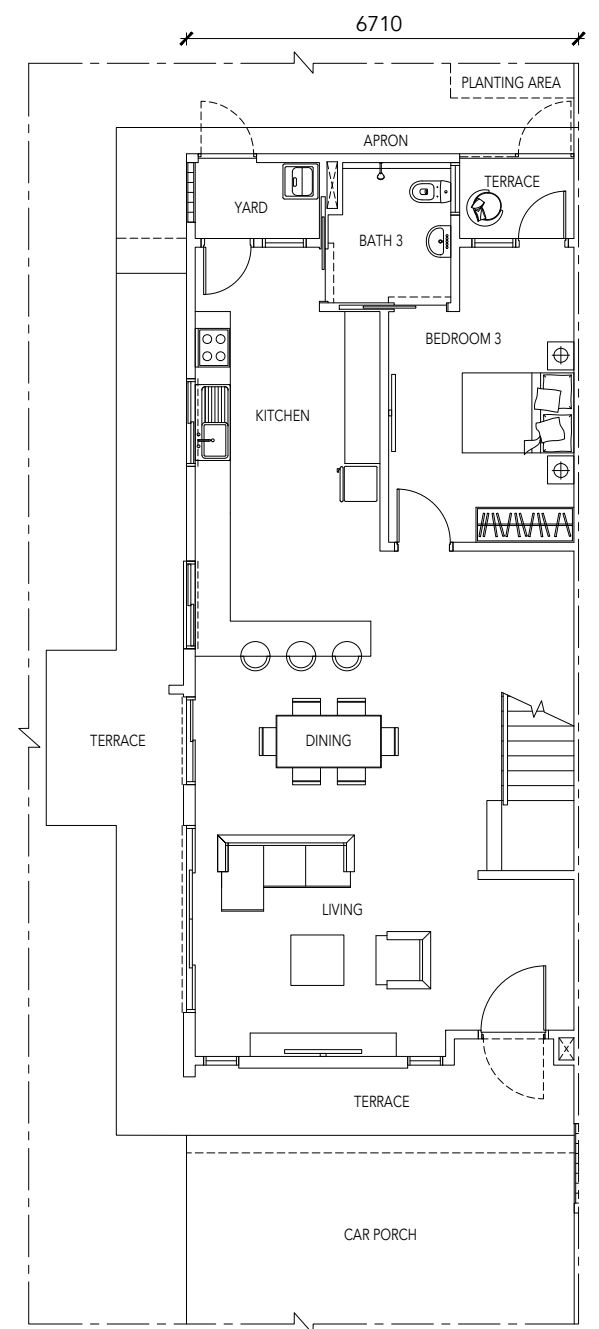 6710
PLANTING AREA
APRON
TERRACE
YARD
BATH 3
BEDROOM 3
KITCHEN
TERRACE
DINING
LIVING
TERRACE
CAR PORCH